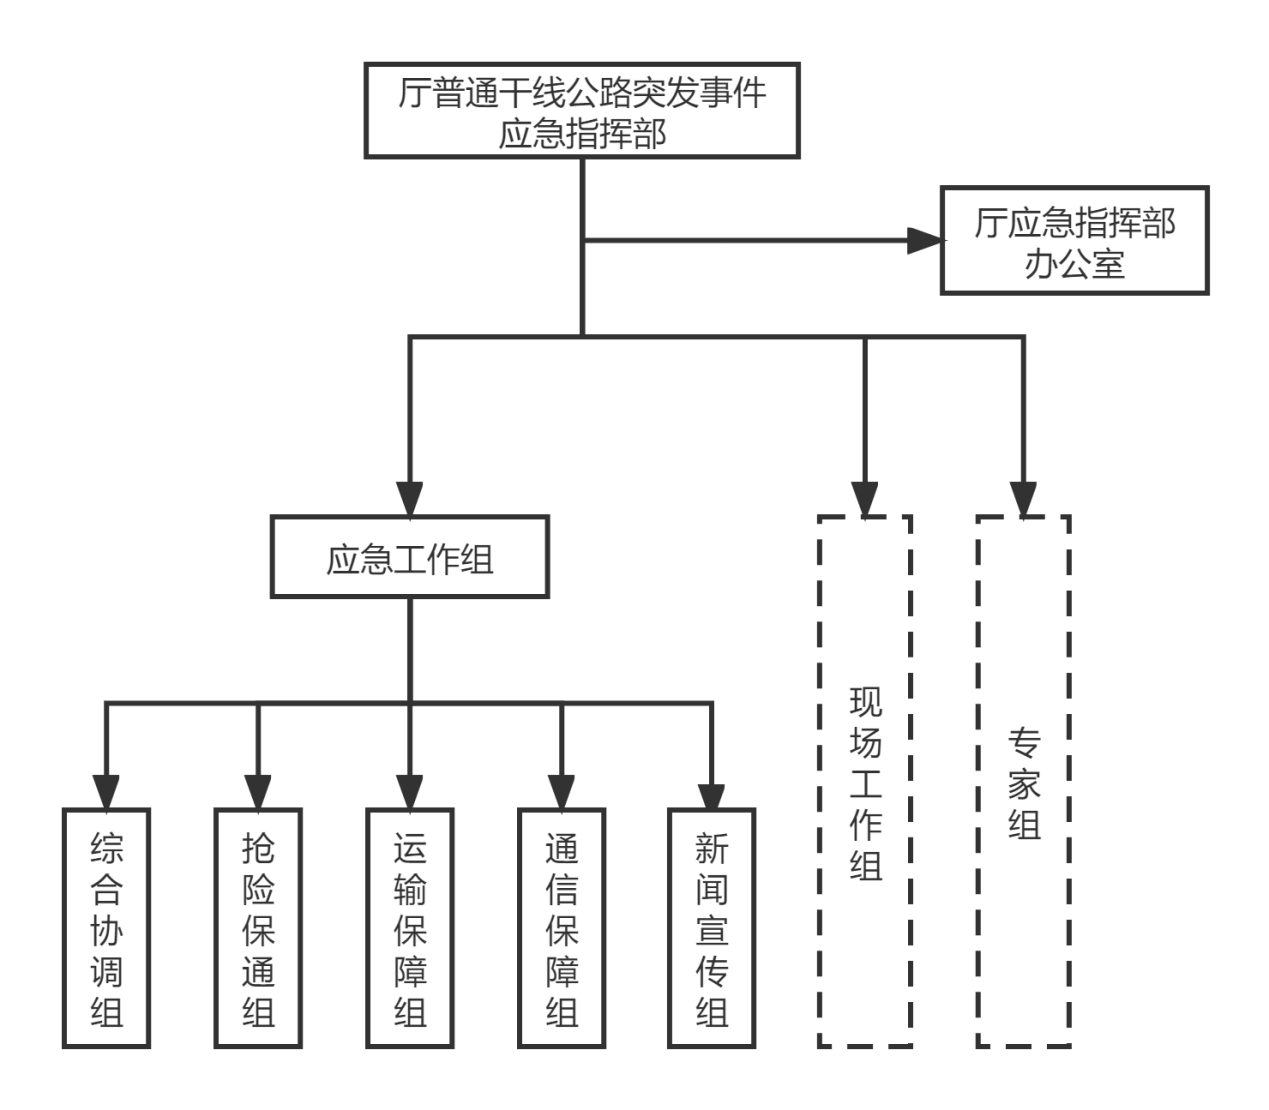 厅普通干线公路突发事件
应急指挥部
厅应急指挥部
办公室
应急工作组
综合协调组
抢险保通组
运输保障组
通信保障组
新闻宣传组
现场工作组
专家组